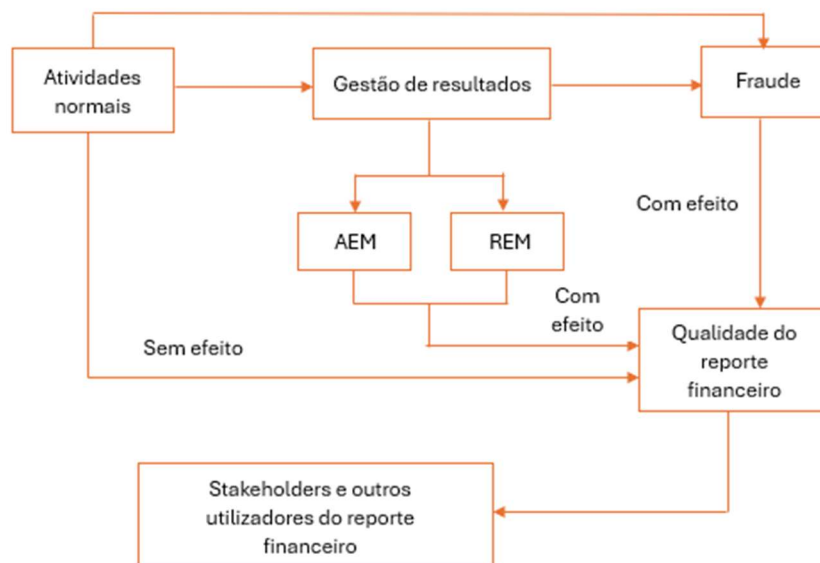 Atividades
normais
Gestão de resultados
Fraude
Com efeito
AEM
REM
Com
efeito
Sem efeito
Qualidade do
reporte
financeiro
Stakeholders e outros
utilizadores do reporte
financeiro